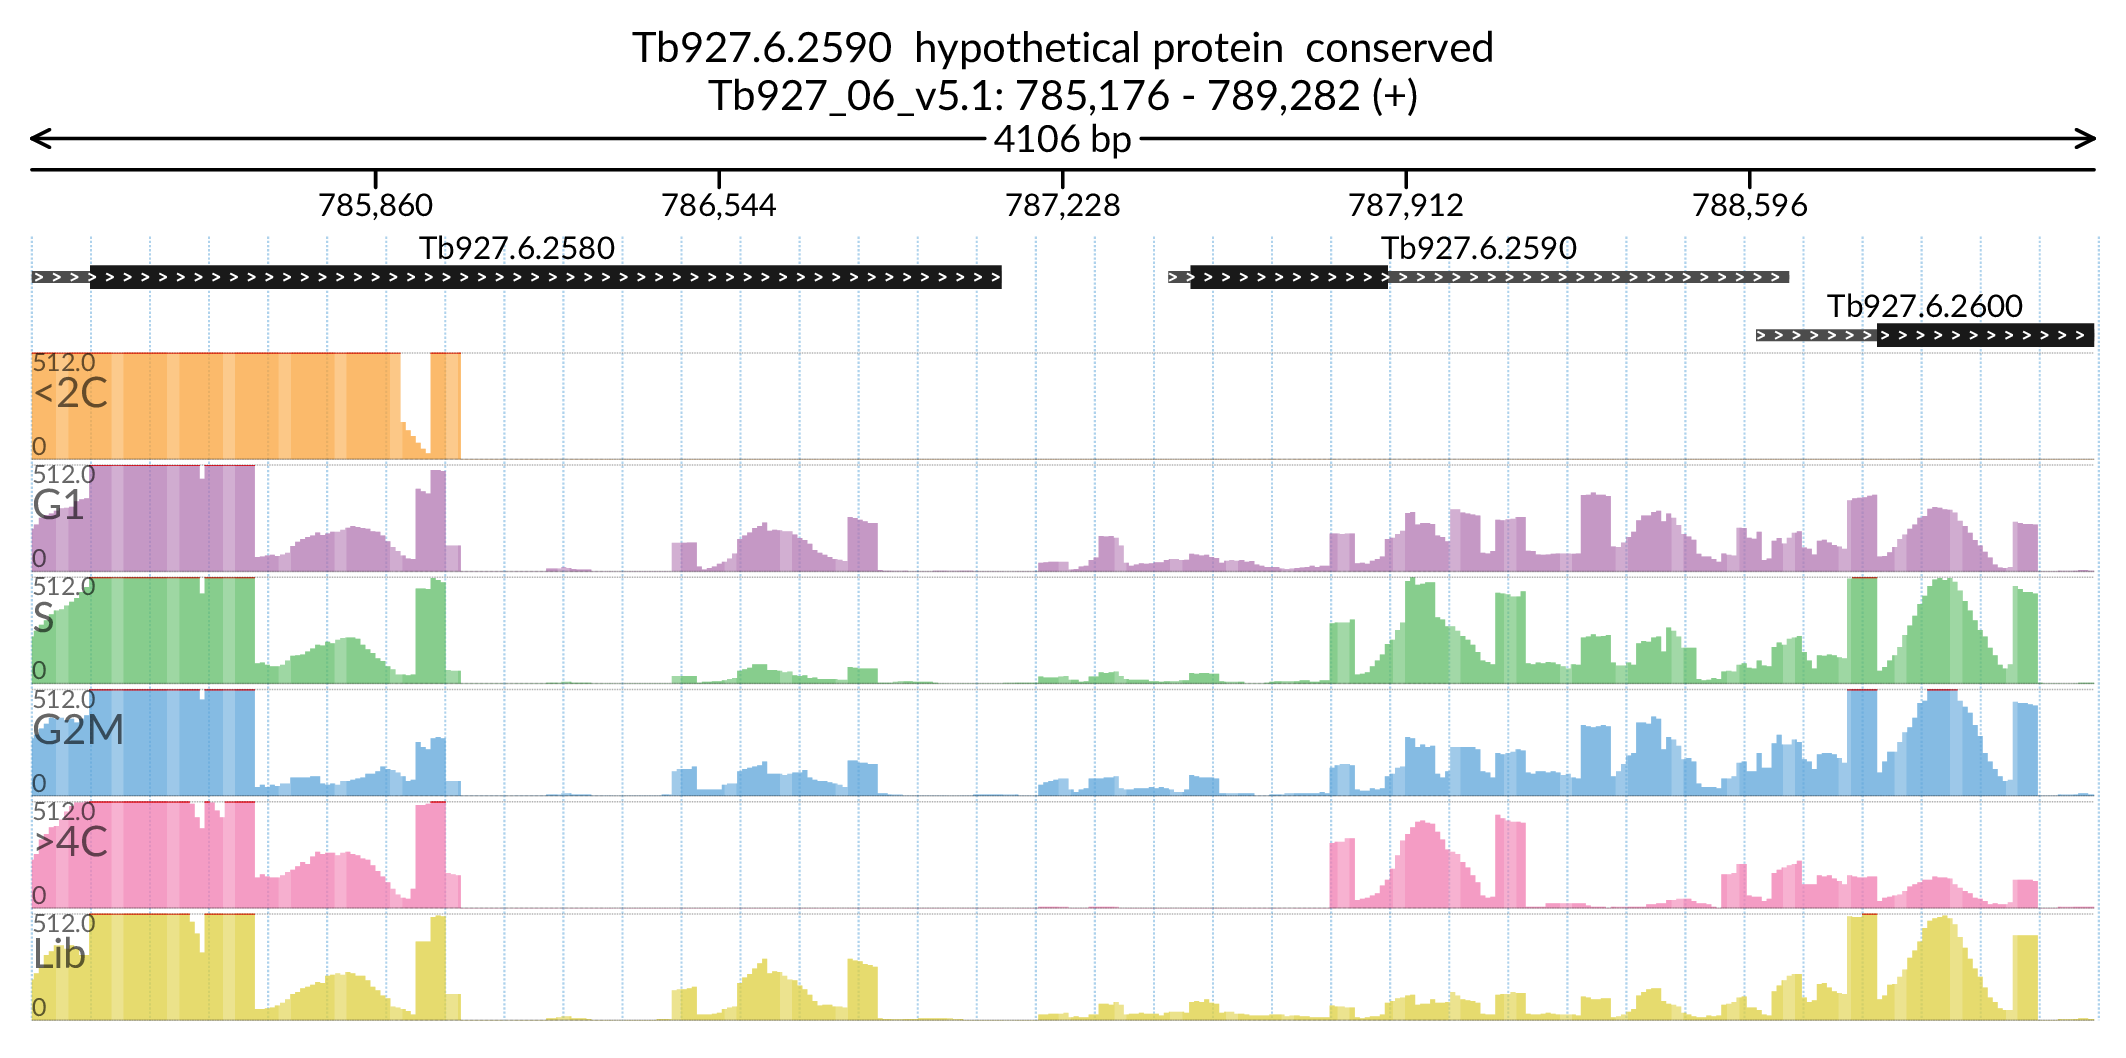 Tb927.6.2590 hypothetical protein conserved
Tb927_06_v5.1: 785,176 - 789,282 (+)
4106 bp
785,860 786,544 787,228 787,912 788,596
Tb927.6.2580 Tb927.6.2590
Tb927.6.2600
512.0
<2C
0
512.0
G1
0
512.0
S
0
512.0
G2M
0
512.0
>4C
0
512.0
Lib
0